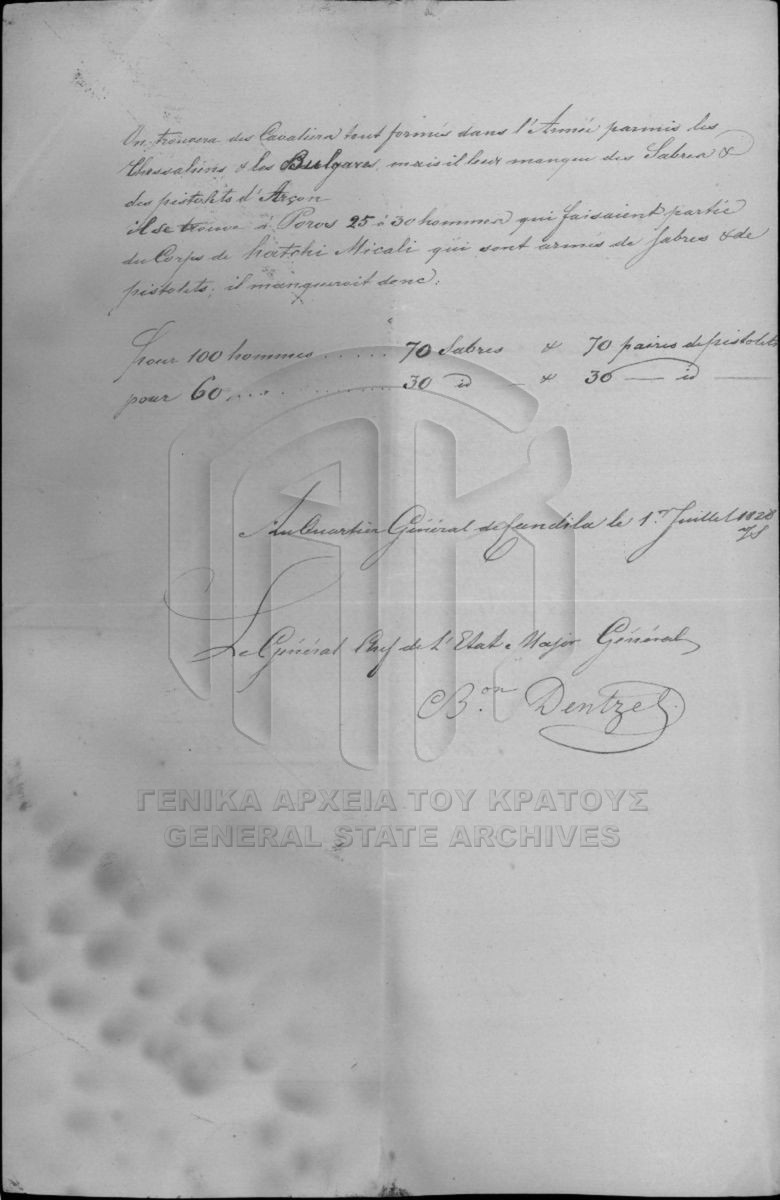 On trouvera des Cavaliers tout formés dans l'Armée parmis les
Thessaliens & les Bulgares, mais il leur manque des Sabres &
des pistolets d'Arçon
il se trouve à Poros 25 à 30 hommes qui faisaient partie
du Corps de hatchi Micali qui sont armés de Sabres & de
pistolets; il manqueroit donc:
pour 100 hommes ...... 70 Sabres & 70 paires de pistolets
pour 60 ............... 30 id — & 30 — id —
Au Quartier Général de Candila le 1er Juillet 1828
V.S
Le Général Chef de L'Etat-Major Général
Bon Dentzel
ΓΕΝΙΚΑ ΑΡΧΕΙΑ ΤΟΥ ΚΡΑΤΟΥΣ
GENERAL STATE ARCHIVES